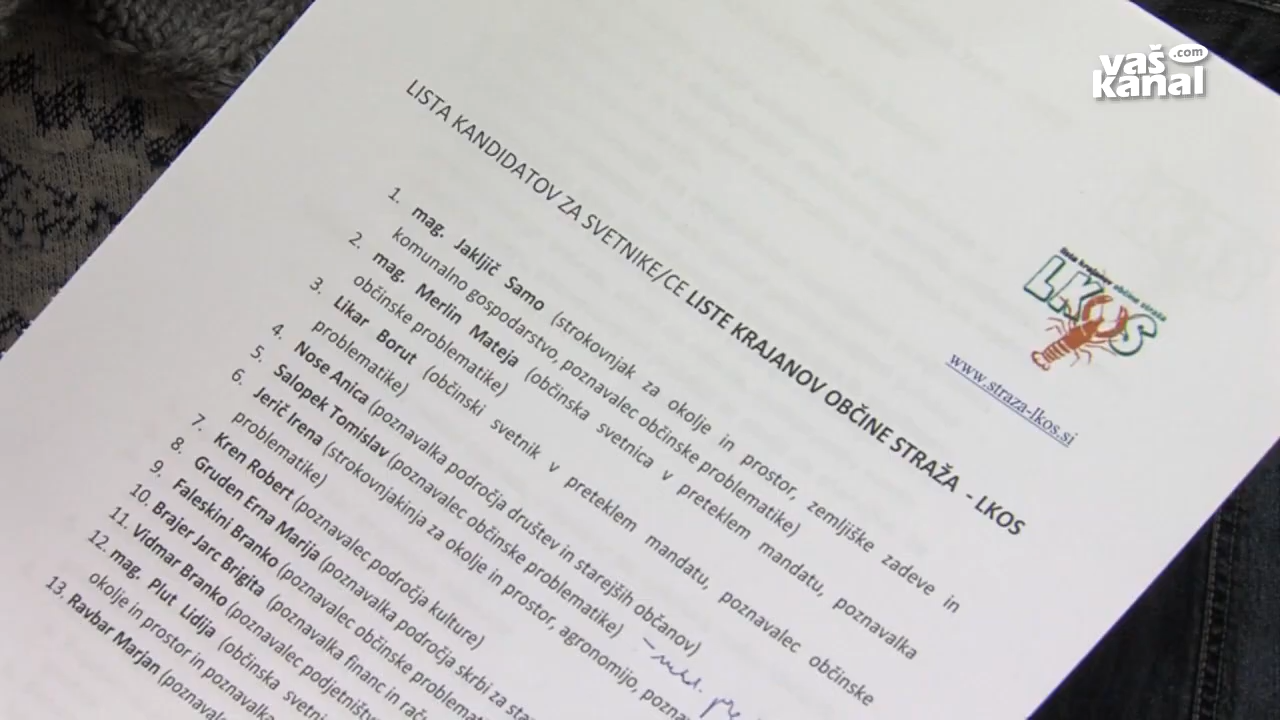 vaš
.com
kanal
LISTA KANDIDATOV ZA SVETNIKE/CE LISTE KRAJANOV OBČINE STRAŽA - LKOS
lista krajanov občine straža
LKOS
www.straza-lkos.si
1. mag. Jakljič Samo (strokovnjak za okolje in prostor, zemljiške zadeve in
komunalno gospodarstvo, poznavalec občinske problematike)
2. mag. Merlin Mateja (občinska svetnica v preteklem mandatu, poznavalka
občinske problematike)
3. Likar Borut (občinski svetnik v preteklem mandatu, poznavalec občinske
problematike)
4. Nose Anica (poznavalka področja društev in starejših občanov)
5. Salopek Tomislav (poznavalec občinske problematike)
6. Jerič Irena (strokovnjakinja za okolje in prostor, agronomijo,
problematike)
7. Kren Robert (poznavalec področja kulture)
8. Gruden Erna Marija (poznavalka področja skrbi za
9. Faleskini Branko (poznavalec občinske
10. Brajer Jarc Brigita (poznavalka financ in
11. Vidmar Branko (poznavalec
12. mag. Plut Lidija (občinska
okolje in prostor in poznavalka
13. Ravbar Marjan